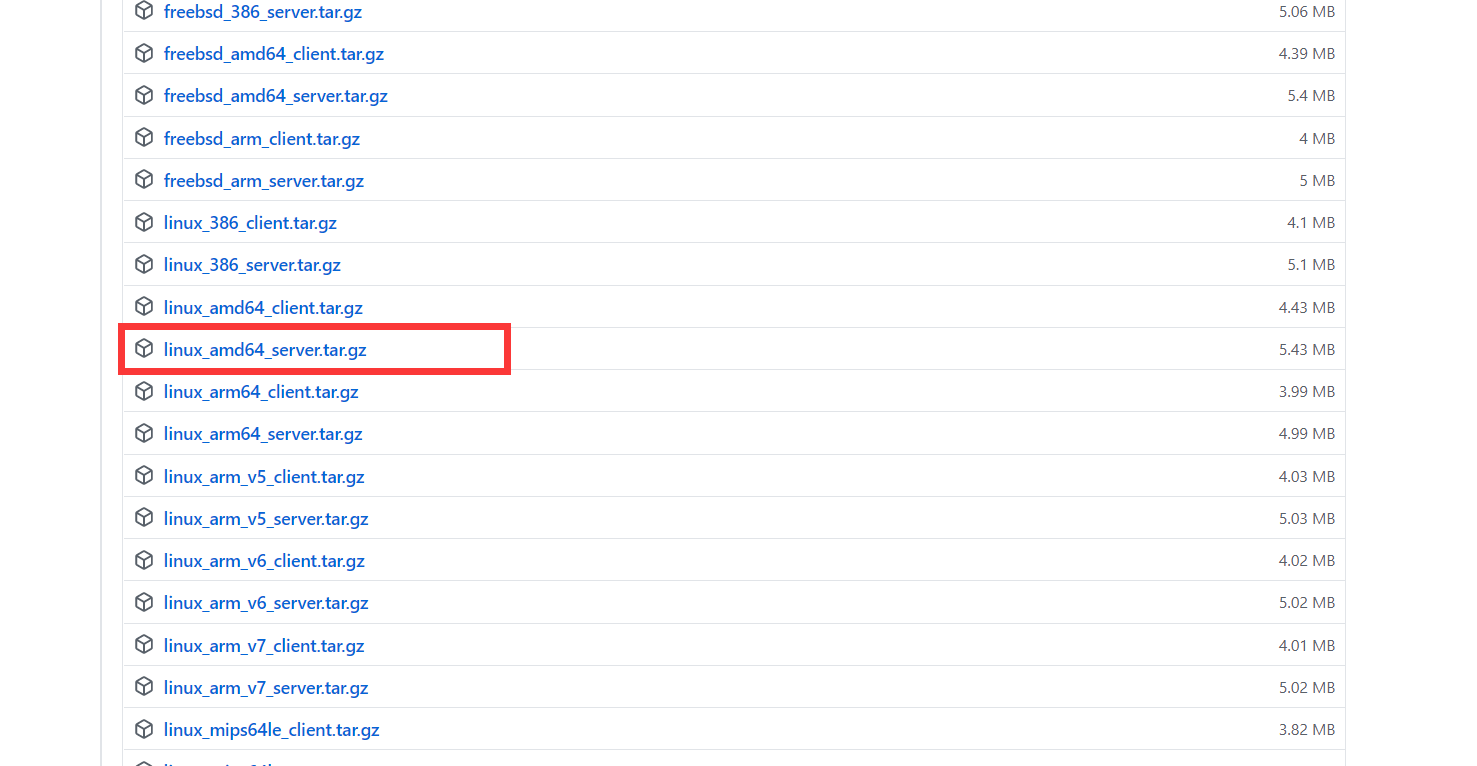 freebsd_386_server.tar.gz 5.06 MB
freebsd_amd64_client.tar.gz 4.39 MB
freebsd_amd64_server.tar.gz 5.4 MB
freebsd_arm_client.tar.gz 4 MB
freebsd_arm_server.tar.gz 5 MB
linux_386_client.tar.gz 4.1 MB
linux_386_server.tar.gz 5.1 MB
linux_amd64_client.tar.gz 4.43 MB
linux_amd64_server.tar.gz 5.43 MB
linux_arm64_client.tar.gz 3.99 MB
linux_arm64_server.tar.gz 4.99 MB
linux_arm_v5_client.tar.gz 4.03 MB
linux_arm_v5_server.tar.gz 5.03 MB
linux_arm_v6_client.tar.gz 4.02 MB
linux_arm_v6_server.tar.gz 5.02 MB
linux_arm_v7_client.tar.gz 4.01 MB
linux_arm_v7_server.tar.gz 5.02 MB
linux_mips64le_client.tar.gz 3.82 MB